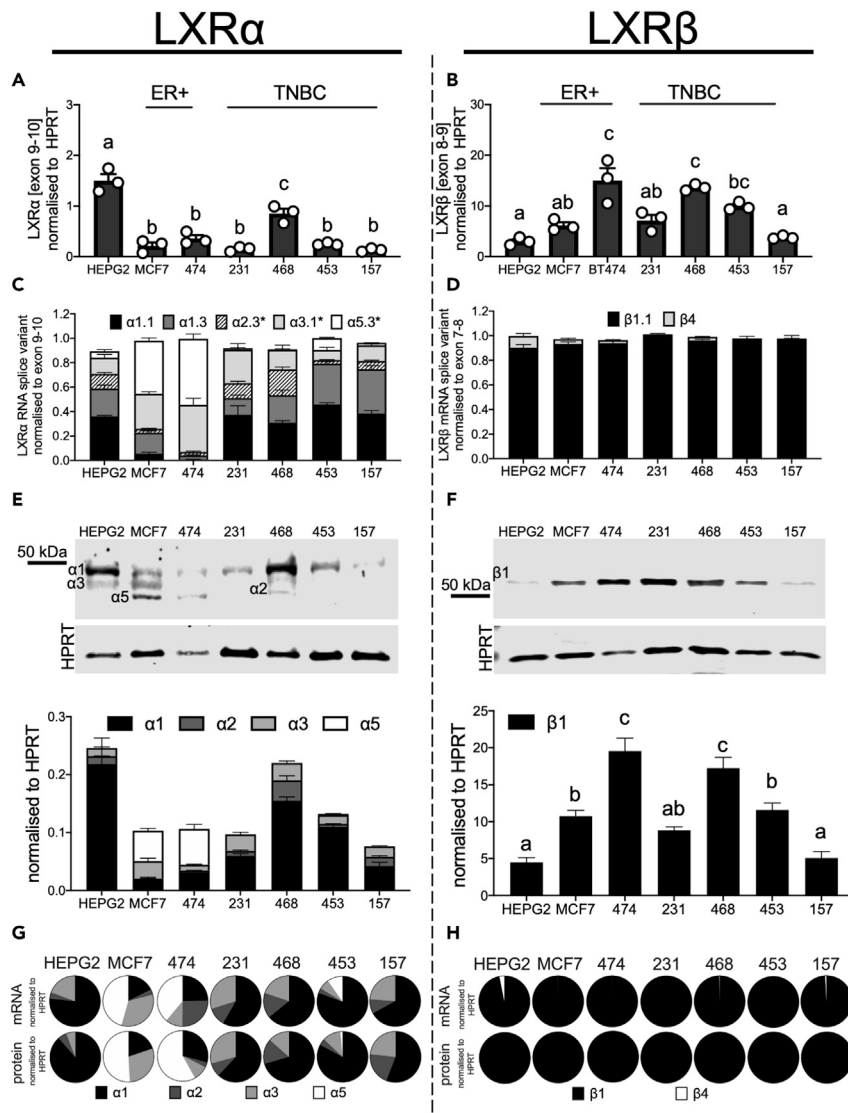 LXRα
LXRβ
A
ER+
TNBC
LXRα [exon 9-10]
normalised to HPRT
3
2
1
0
a
b
b
b
c
b
b
HEPG2 MCF7 474 231 468 453 157
B
ER+
TNBC
LXRβ [exon 8-9]
normalised to HPRT
30
20
10
0
a
ab
c
ab
c
bc
a
HEPG2 MCF7 BT474 231 468 453 157
C
α1.1 α1.3 α2.3* α3.1* α5.3*
LXRα RNA splice variant
normalised to exon 9-10
1.0
0.8
0.6
0.4
0.2
0.0
HEPG2 MCF7 474 231 468 453 157
D
β1.1 β4
LXRβ mRNA splice variant
normalised to exon 7-8
1.0
0.8
0.6
0.4
0.2
0.0
HEPG2 MCF7 474 231 468 453 157
E
HEPG2 MCF7 474 231 468 453 157
50 kDa
α1
α3
α5
α2
HPRT
α1 α2 α3 α5
normalised to HPRT
0.3
0.2
0.1
0.0
HEPG2 MCF7 474 231 468 453 157
F
HEPG2 MCF7 474 231 468 453 157
β1
50 kDa
HPRT
β1
normalised to HPRT
25
20
15
10
5
0
a
b
c
ab
c
b
a
HEPG2 MCF7 474 231 468 453 157
G
HEPG2 MCF7 474 231 468 453 157
mRNA
normalised to
HPRT
protein
normalised to
HPRT
α1 α2 α3 α5
H
HEPG2 MCF7 474 231 468 453 157
mRNA
normalised to
HPRT
protein
normalised to
HPRT
β1 β4